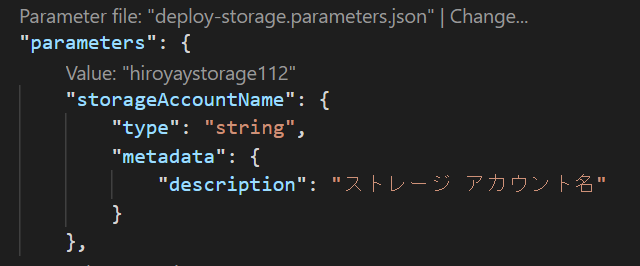 Parameter file: "deploy-storage.parameters.json" | Change...
"parameters": {
Value: "hiroyaystorage112"
"storageAccountName": {
"type": "string",
"metadata": {
"description": "ストレージ アカウント名"
}
},